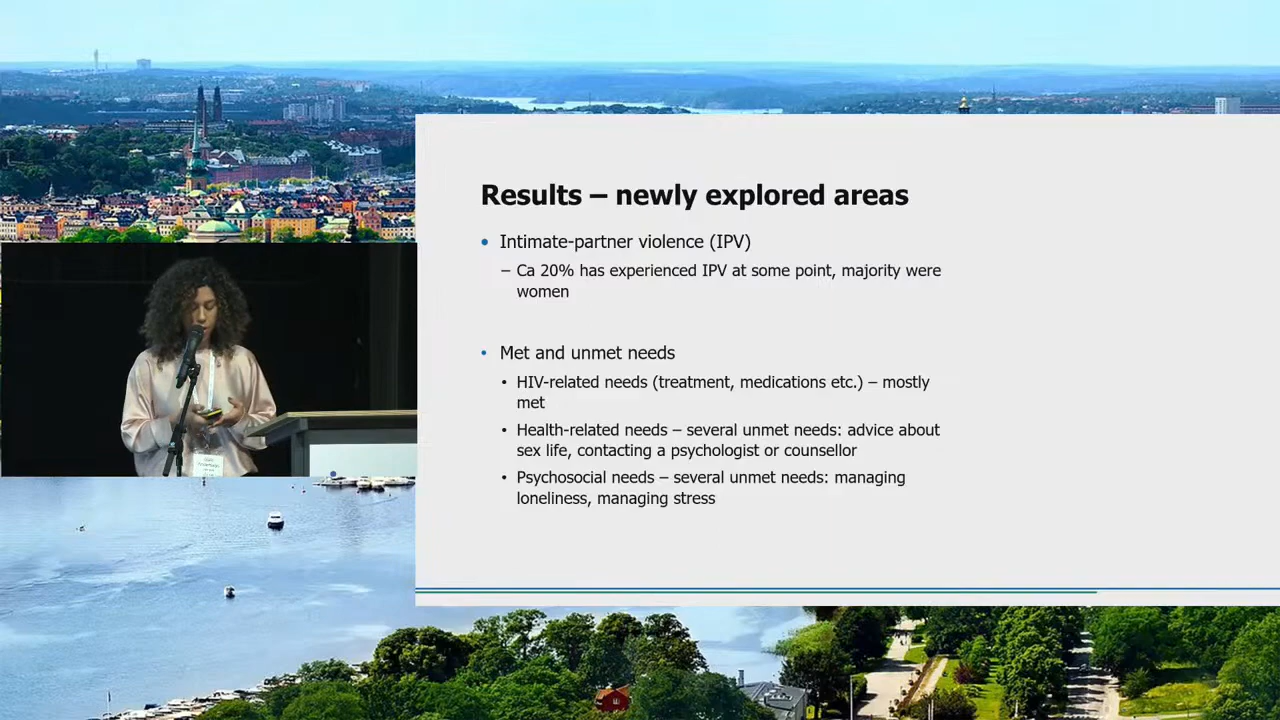 Results – newly explored areas
• Intimate-partner violence (IPV)
– Ca 20% has experienced IPV at some point, majority were
women
• Met and unmet needs
• HIV-related needs (treatment, medications etc.) – mostly
met
• Health-related needs – several unmet needs: advice about
sex life, contacting a psychologist or counsellor
• Psychosocial needs – several unmet needs: managing
loneliness, managing stress